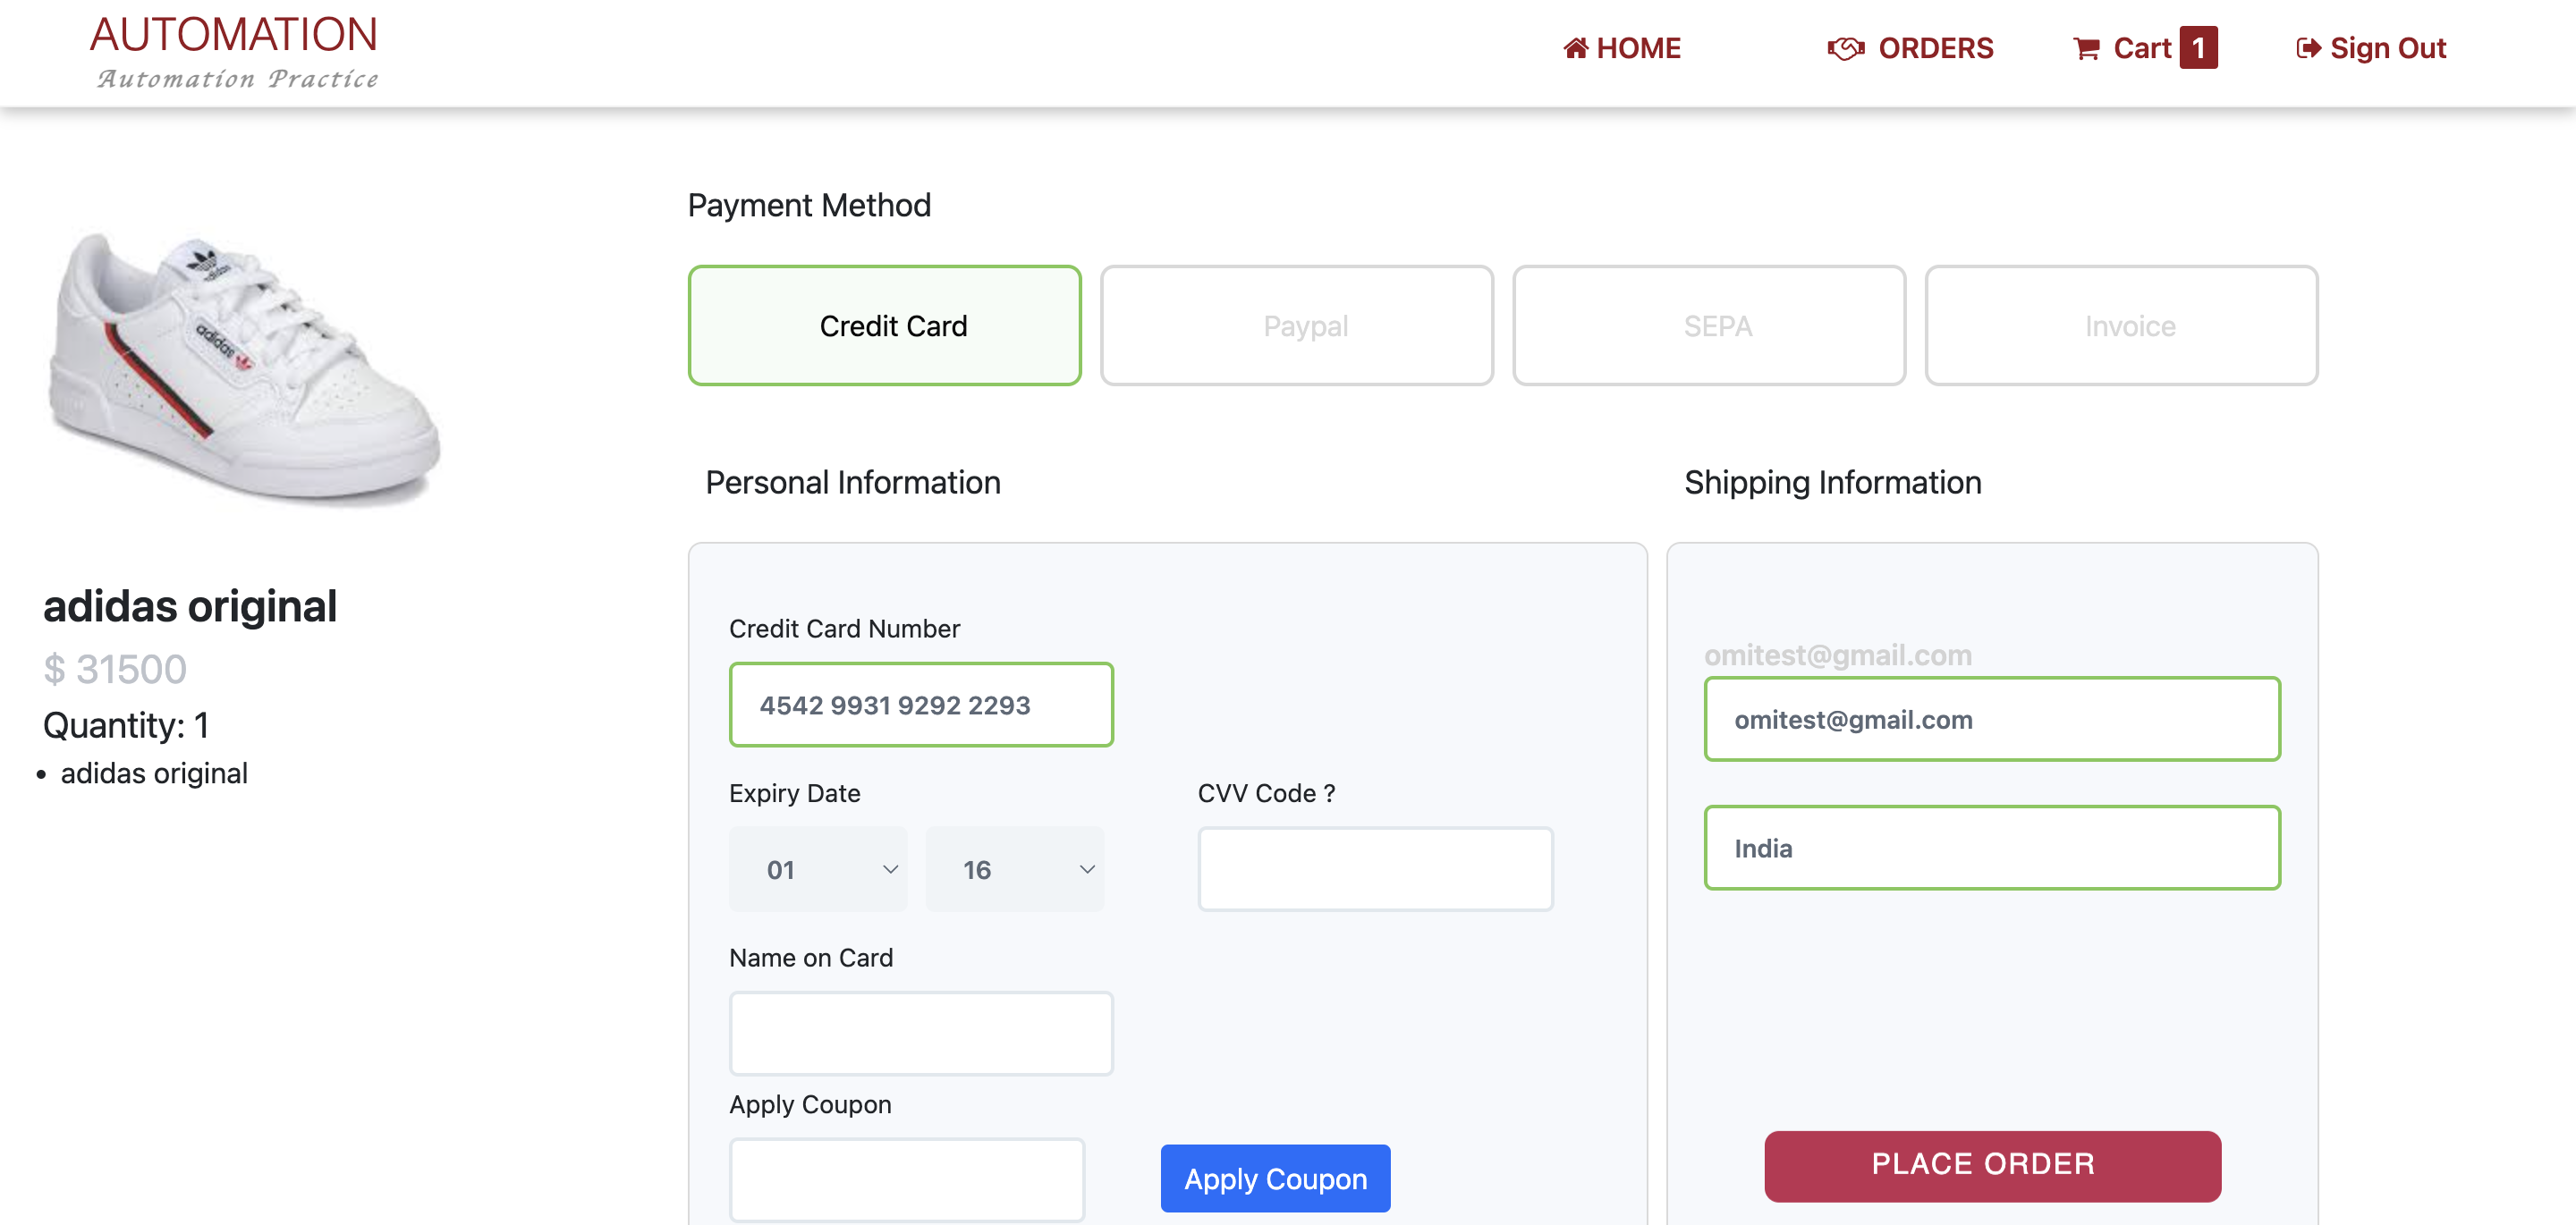 AUTOMATION
Automation Practice
HOME
ORDERS
Cart 1
Sign Out
adidas
adidas
adidas original
$ 31500
Quantity: 1
• adidas original
Payment Method
Credit Card
Paypal
SEPA
Invoice
Personal Information
Credit Card Number
4542 9931 9292 2293
Expiry Date
CVV Code ?
01
16
Name on Card
Apply Coupon
Apply Coupon
Shipping Information
omitest@gmail.com
omitest@gmail.com
India
PLACE ORDER